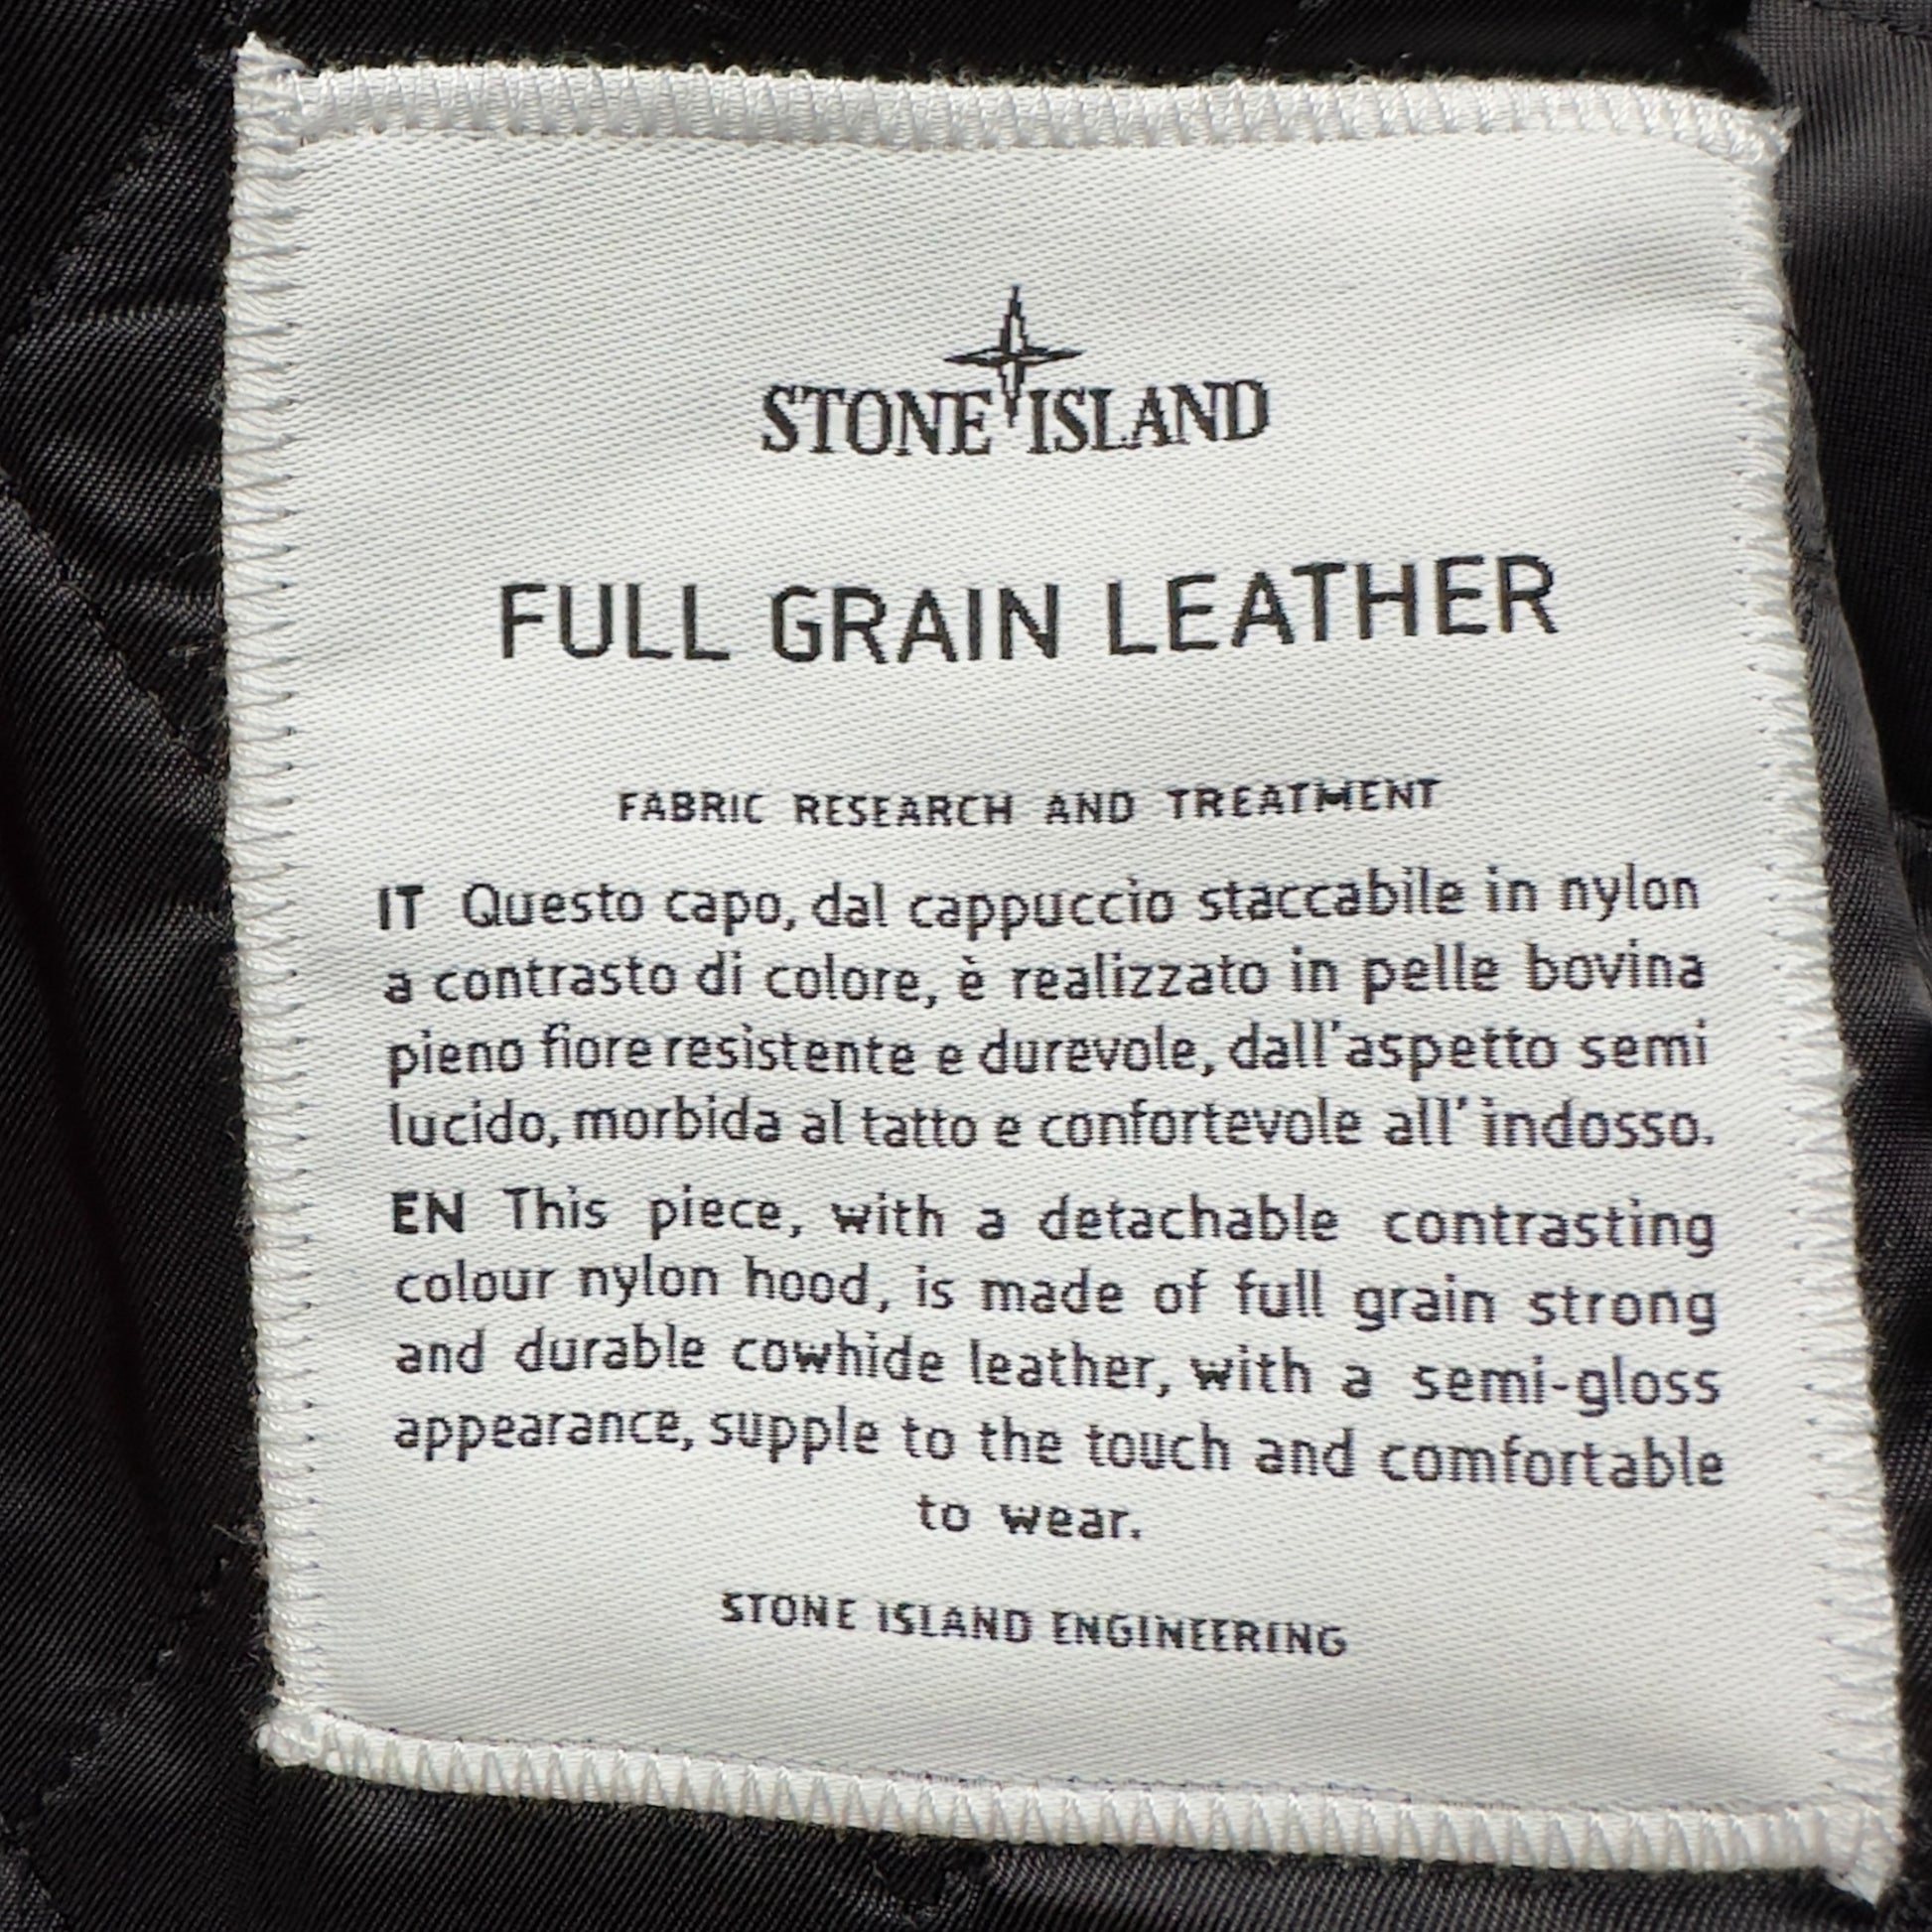 STONE ISLAND
FULL GRAIN LEATHER
FABRIC RESEARCH AND TREATMENT
IT Questo capo, dal cappuccio staccabile in nylon
a contrasto di colore, è realizzato in pelle bovina
pieno fiore resistente e durevole, dall'aspetto semi
lucido, morbida al tatto e confortevole all'indosso.
EN This piece, with a detachable contrasting
colour nylon hood, is made of full grain strong
and durable cowhide leather, with a semi-gloss
appearance, supple to the touch and comfortable
to wear.
STONE ISLAND ENGINEERING